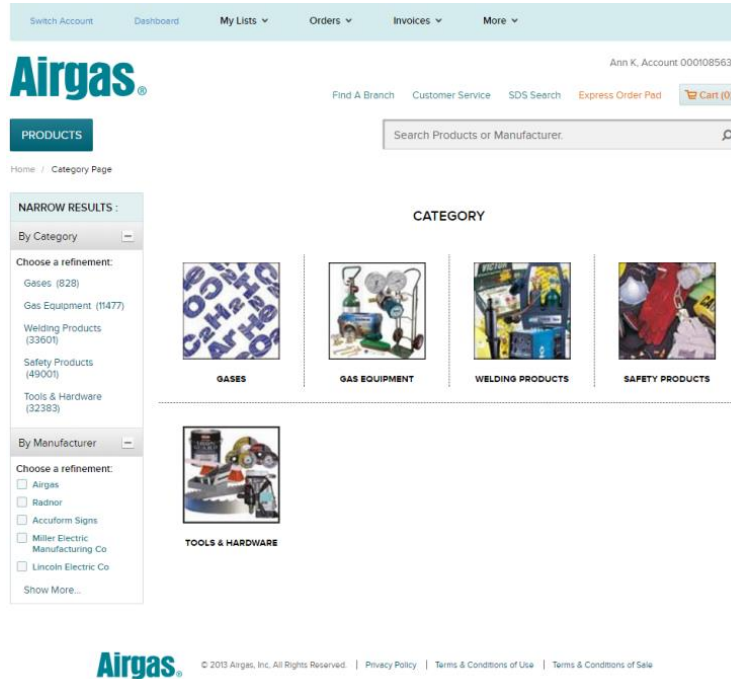 Switch Account Dashboard My Lists Orders Invoices More
Airgas®
Ann K, Account 000108563
Find A Branch Customer Service SDS Search Express Order Pad Cart (0)
PRODUCTS
Search Products or Manufacturer.
Home / Category Page
NARROW RESULTS :
By Category
Choose a refinement:
Gases (828)
Gas Equipment (11477)
Welding Products
(33601)
Safety Products
(49001)
Tools & Hardware
(32383)
By Manufacturer
Choose a refinement:
Airgas
Radnor
Accuform Signs
Miller Electric
Manufacturing Co
Lincoln Electric Co
Show More...
CATEGORY
GASES
GAS EQUIPMENT
VICTOR
WELDING PRODUCTS
SAFETY PRODUCTS
TOOLS & HARDWARE
Airgas®
© 2013 Airgas, Inc, All Rights Reserved. | Privacy Policy | Terms & Conditions of Use | Terms & Conditions of Sale